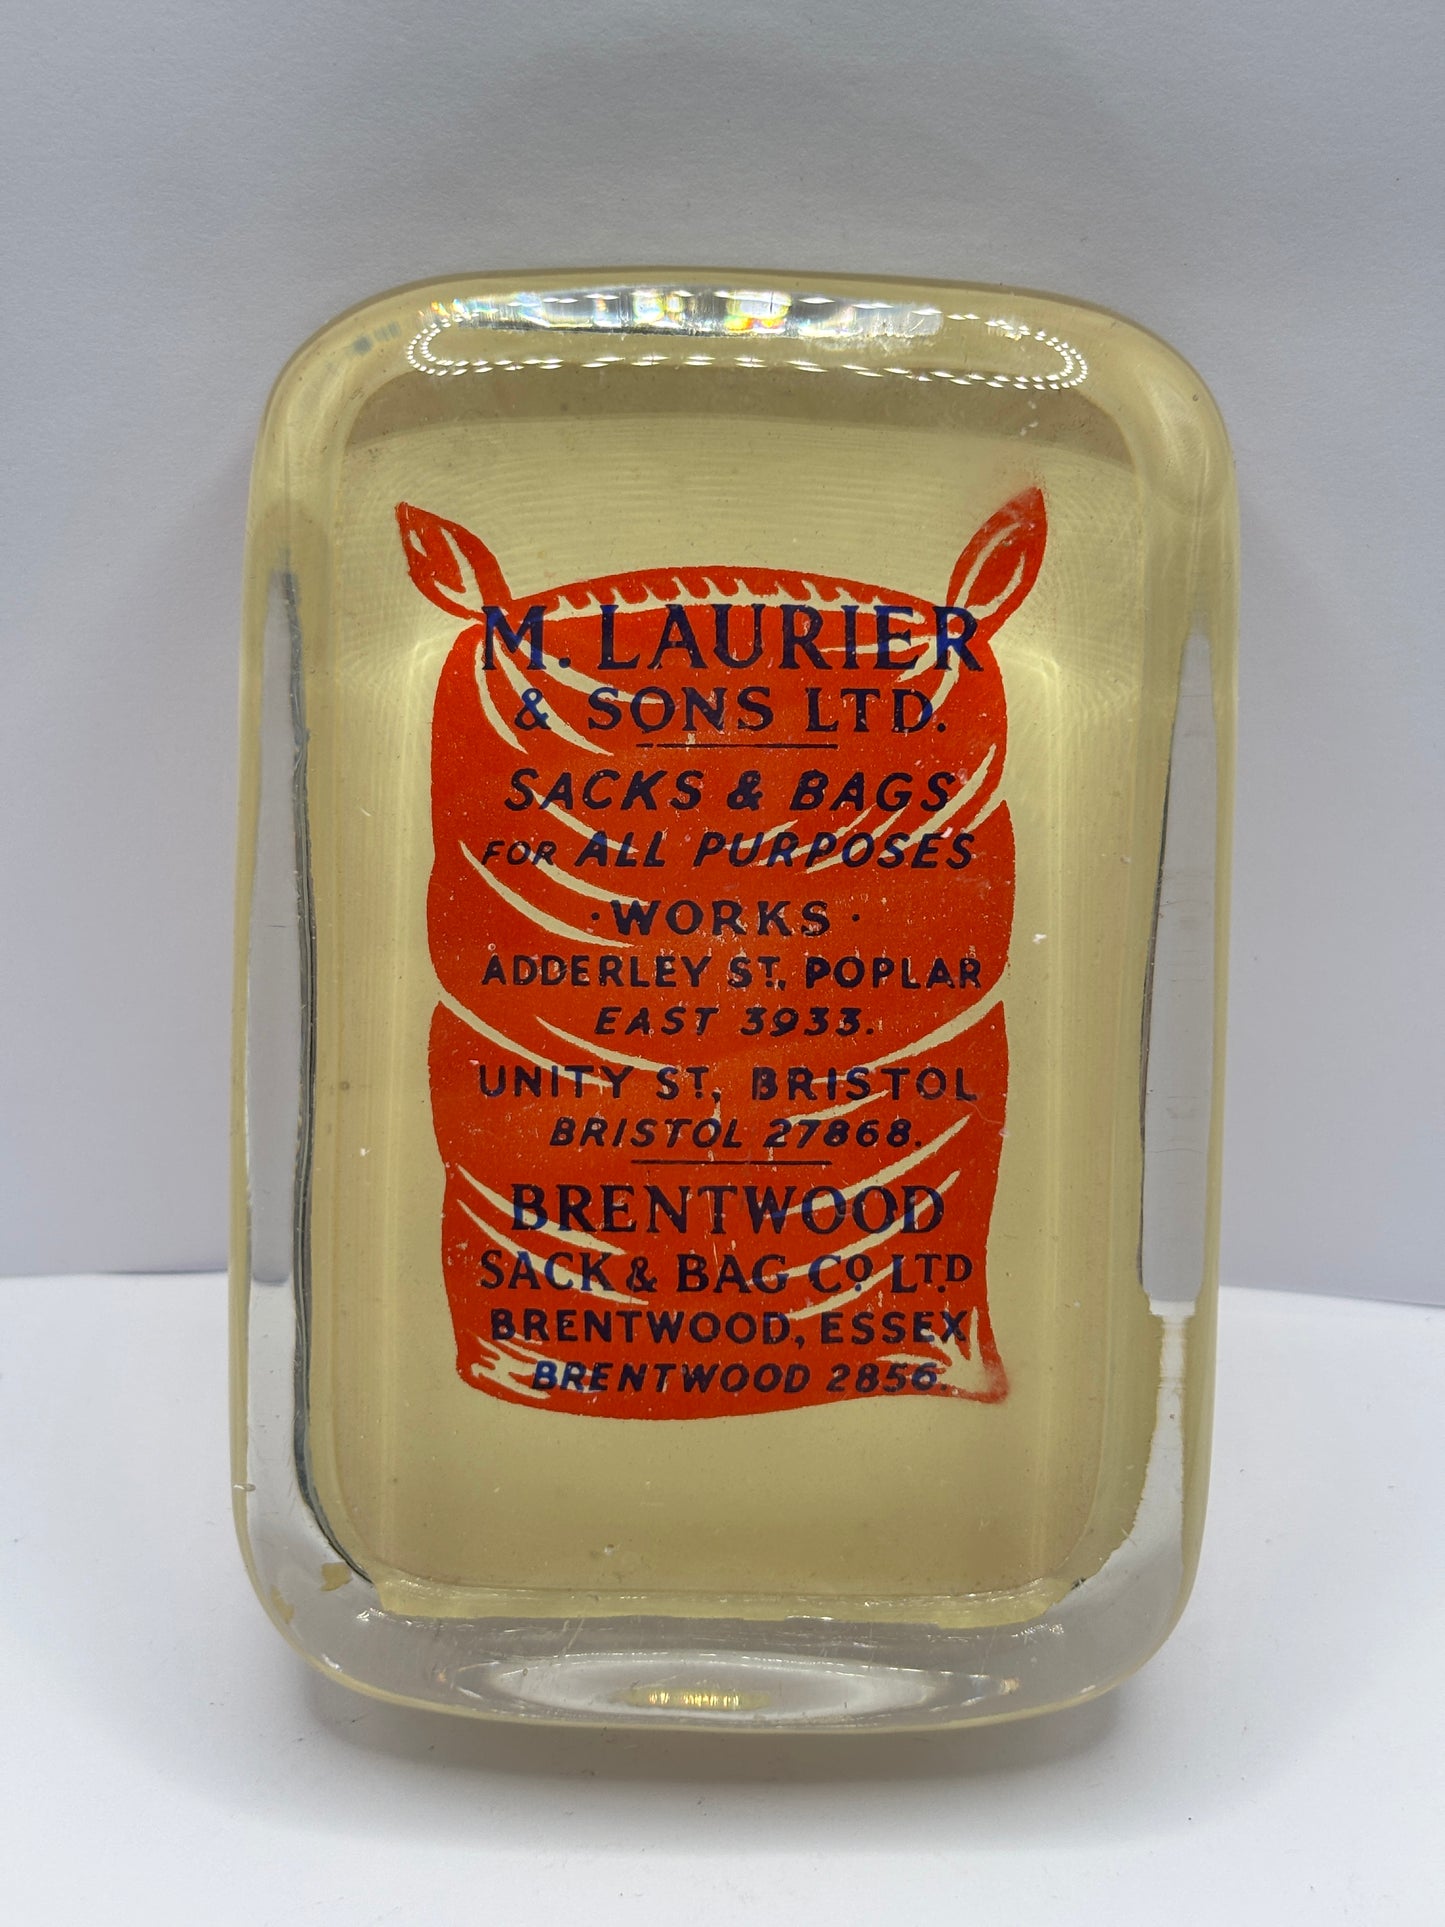 M. LAURIER
& SONS LTD.
SACKS & BAGS
FOR ALL PURPOSES
·WORKS·
ADDERLEY ST, POPLAR
EAST 3933.
UNITY ST, BRISTOL
BRISTOL 27868.
BRENTWOOD
SACK & BAG CO LTD
BRENTWOOD, ESSEX
BRENTWOOD 2856.